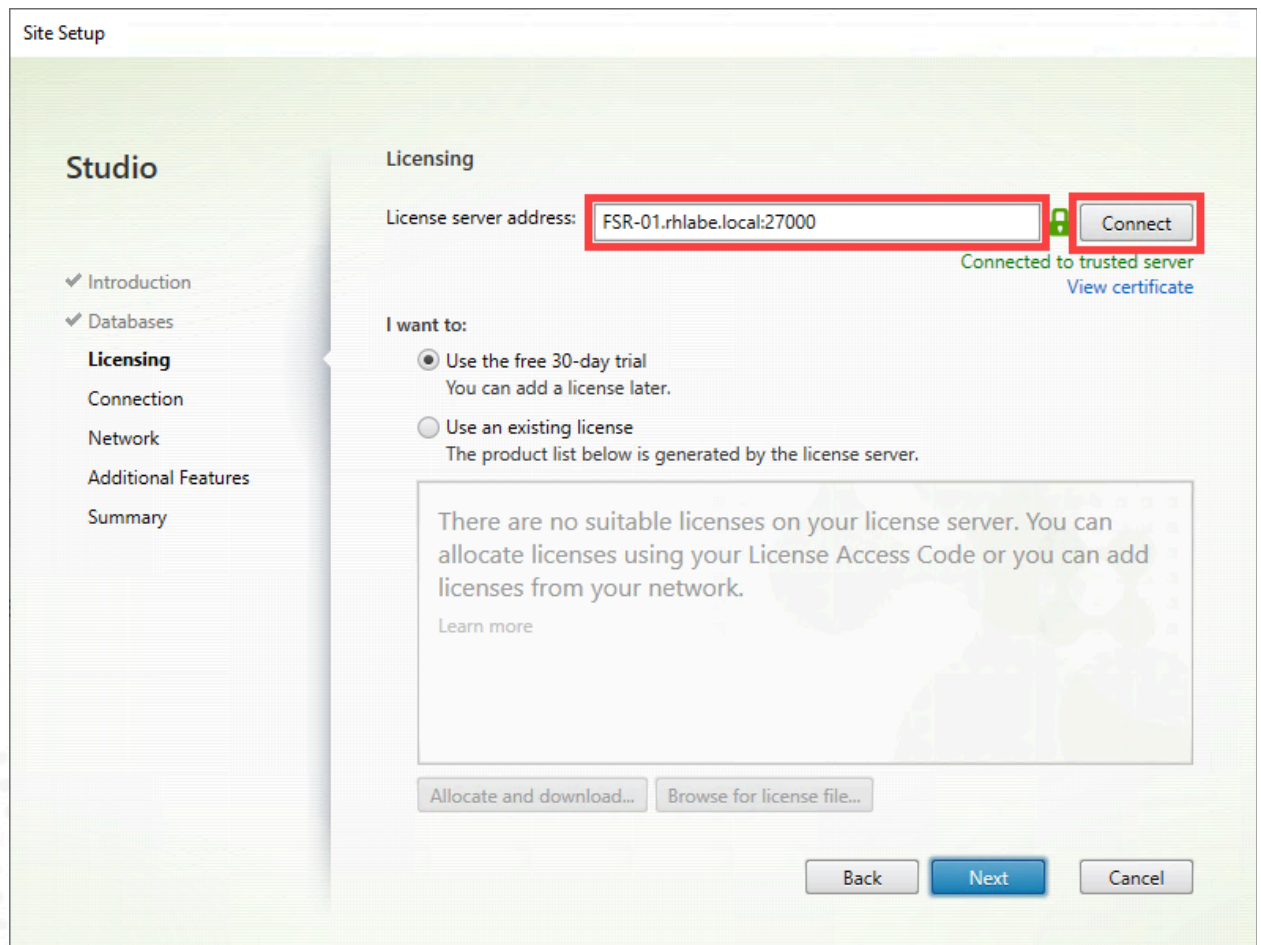 Site Setup
Studio
Introduction
Databases
Licensing
Connection
Network
Additional Features
Summary
Licensing
License server address:
FSR-01.rhlabe.local:27000
Connect
Connected to trusted server
View certificate
I want to:
Use the free 30-day trial
You can add a license later.
Use an existing license
The product list below is generated by the license server.
There are no suitable licenses on your license server. You can
allocate licenses using your License Access Code or you can add
licenses from your network.
Learn more
Allocate and download...
Browse for license file...
Back
Next
Cancel